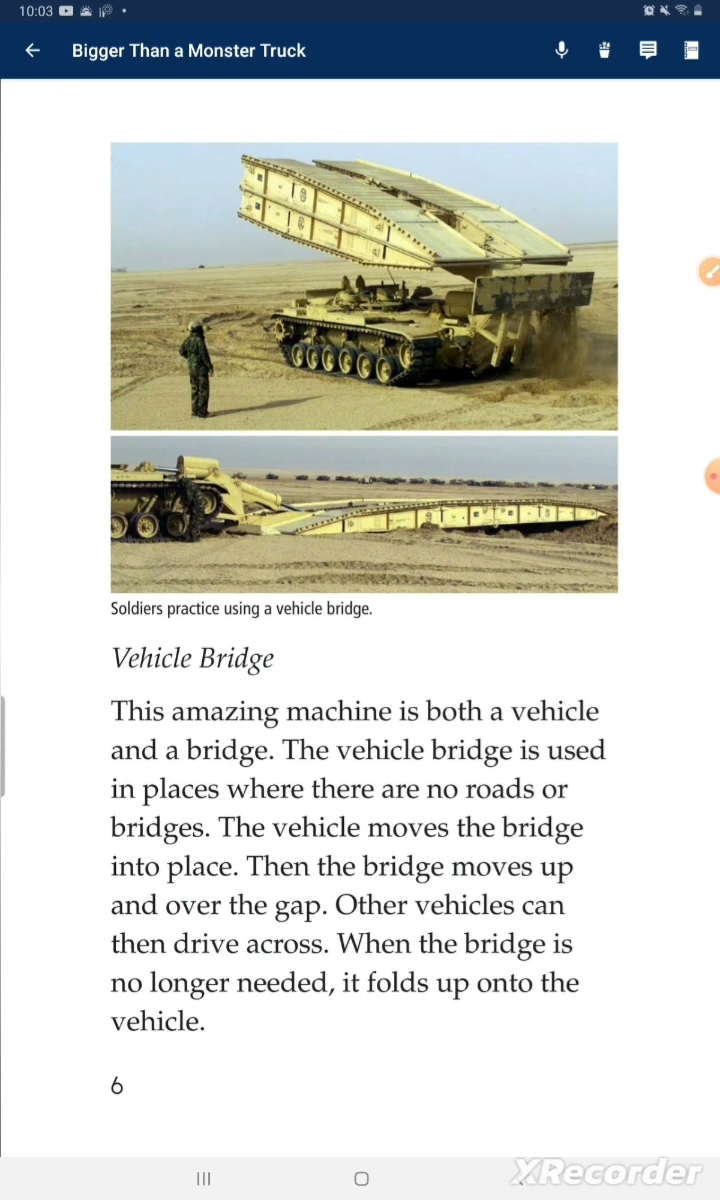 10:03
Bigger Than a Monster Truck
Soldiers practice using a vehicle bridge.
Vehicle Bridge
This amazing machine is both a vehicle
and a bridge. The vehicle bridge is used
in places where there are no roads or
bridges. The vehicle moves the bridge
into place. Then the bridge moves up
and over the gap. Other vehicles can
then drive across. When the bridge is
no longer needed, it folds up onto the
vehicle.
6
XRecorder